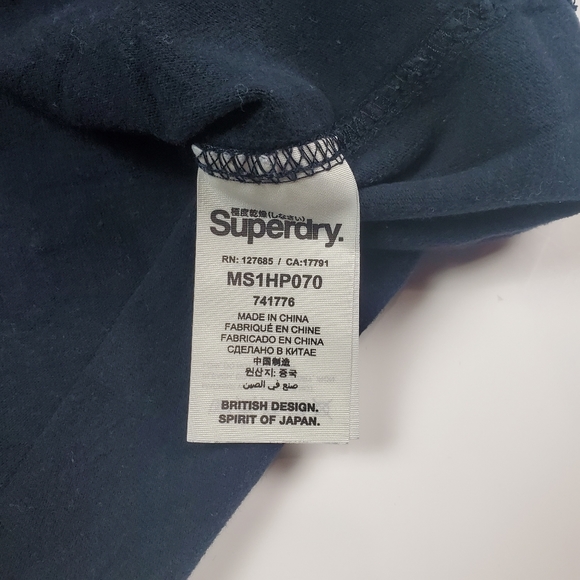 極度乾燥(しなさい)
Superdry.
RN: 127685 / CA:17791
MS1HP070
741776
MADE IN CHINA
FABRIQUÉ EN CHINE
FABRICADO EN CHINA
СДЕЛАНО В КИТАЕ
中国制造
원산지: 중국
صنع في الصين
BRITISH DESIGN.
SPIRIT OF JAPAN.